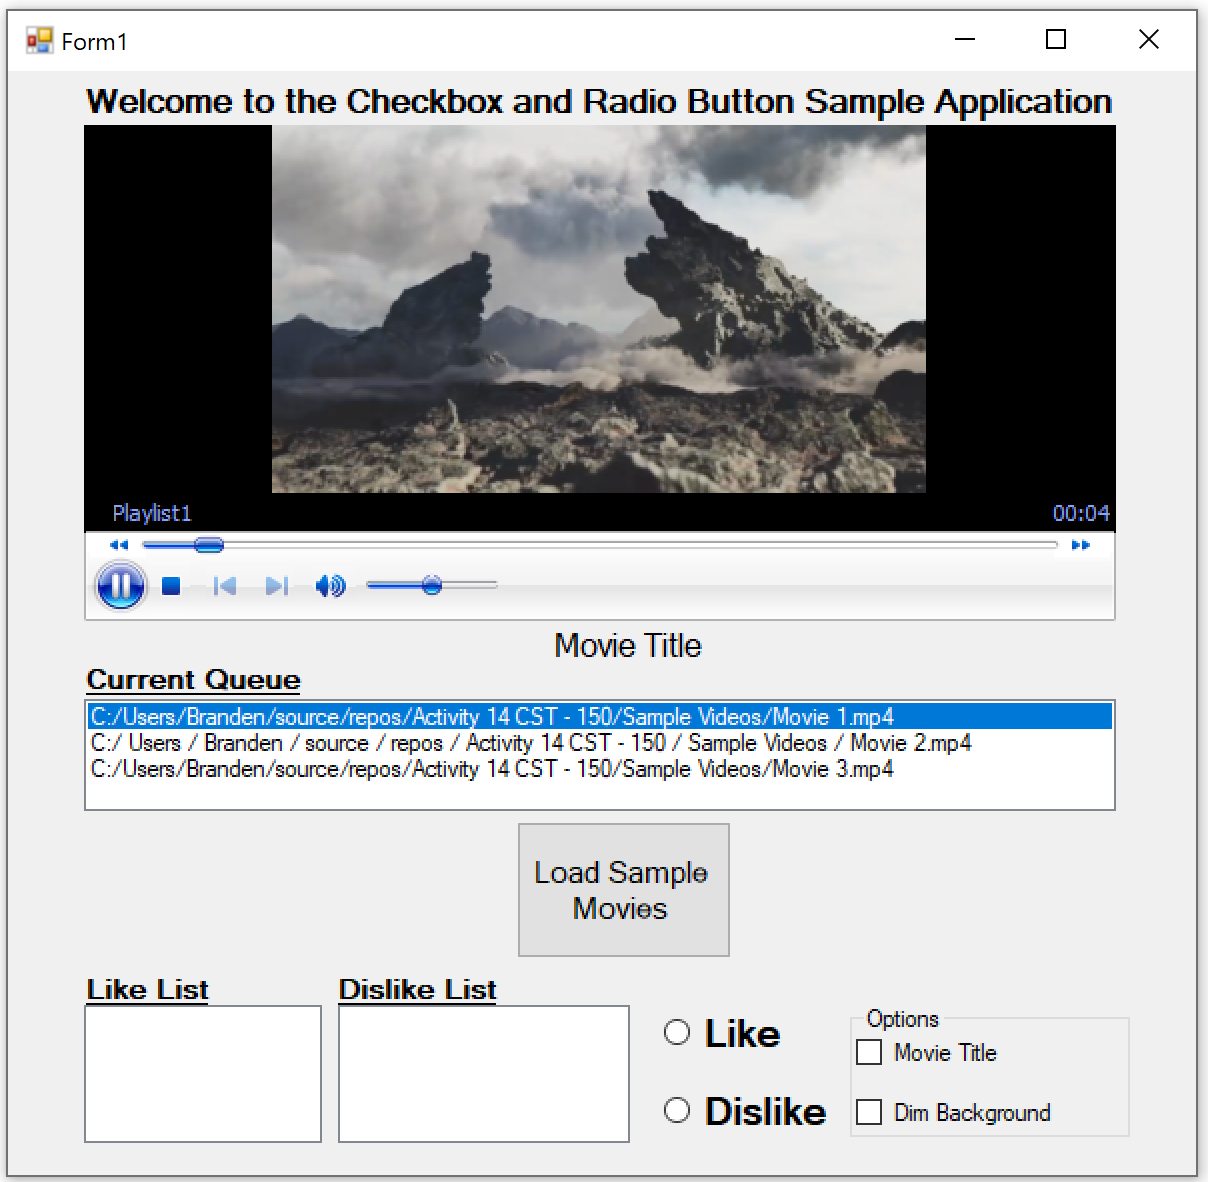 Form1
Welcome to the Checkbox and Radio Button Sample Application
Playlist1
00:04
Movie Title
Current Queue
C:/Users/Branden/source/repos/Activity 14 CST - 150/Sample Videos/Movie 1.mp4
C:/ Users / Branden / source / repos / Activity 14 CST - 150 / Sample Videos / Movie 2.mp4
C:/Users/Branden/source/repos/Activity 14 CST - 150/Sample Videos/Movie 3.mp4
Load Sample
Movies
Like List
Dislike List
Like
Dislike
Options
Movie Title
Dim Background